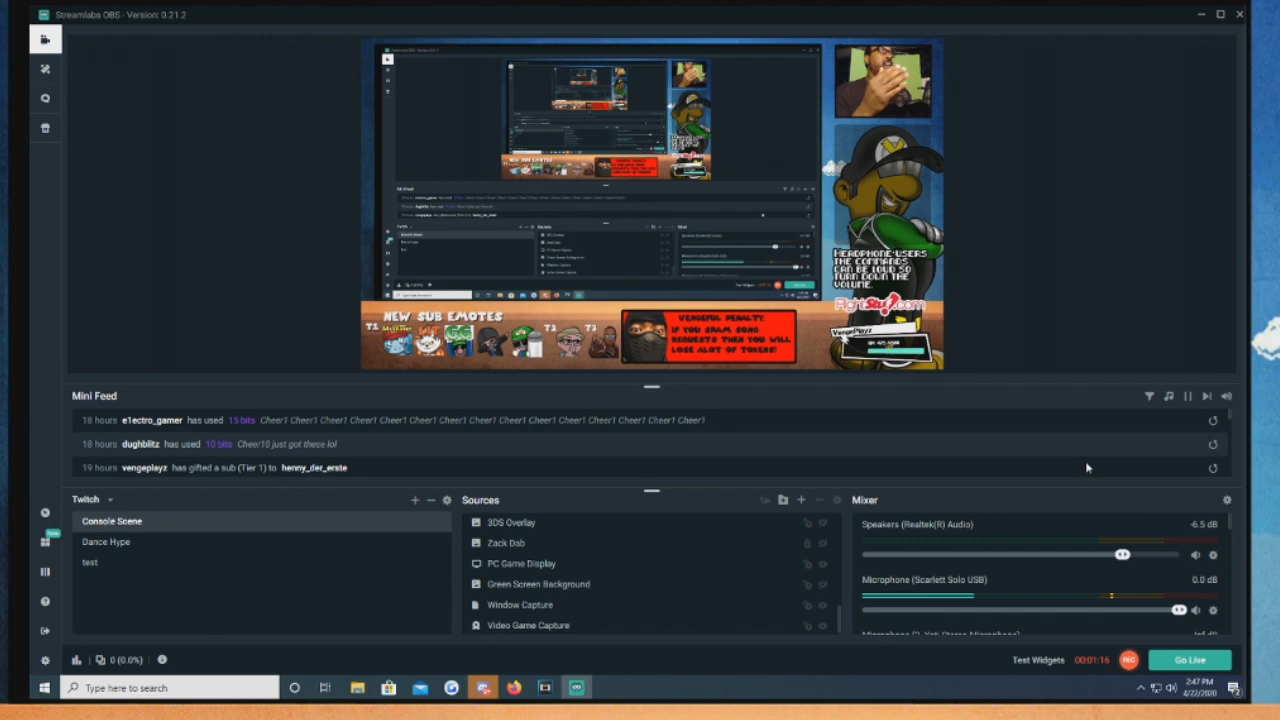 Streamlabs OBS - Version: 0.21.2
HEADPHONE USERS
THE COMMANDS
CAN BE LOUD SO
TURN DOWN THE
VOLUME.
VengePlayz
NEW SUB EMOTES
T1
T2
T3
VENGEFUL PENALTY:
IF YOU SPAM SONG
REQUESTS THEN YOU WILL
LOSE ALOT OF TOKENS!
Mini Feed
18 hours e1ectro_gamer has used 15 bits Cheer1 Cheer1 Cheer1 Cheer1 Cheer1 Cheer1 Cheer1 Cheer1 Cheer1 Cheer1 Cheer1 Cheer1 Cheer1 Cheer1 Cheer1
18 hours dughblitz has used 10 bits Cheer10 just got these lol
19 hours vengeplayz has gifted a sub (Tier 1) to henny_der_erste
Twitch
Console Scene
Dance Hype
test
Sources
3DS Overlay
Zack Dab
PC Game Display
Green Screen Background
Window Capture
Video Game Capture
Mixer
Speakers (Realtek(R) Audio) -6.5 dB
Microphone (Scarlett Solo USB) 0.0 dB
0 (0.0%)
Test Widgets 00:01:16 REC Go Live
Type here to search
2:47 PM
4/22/2020